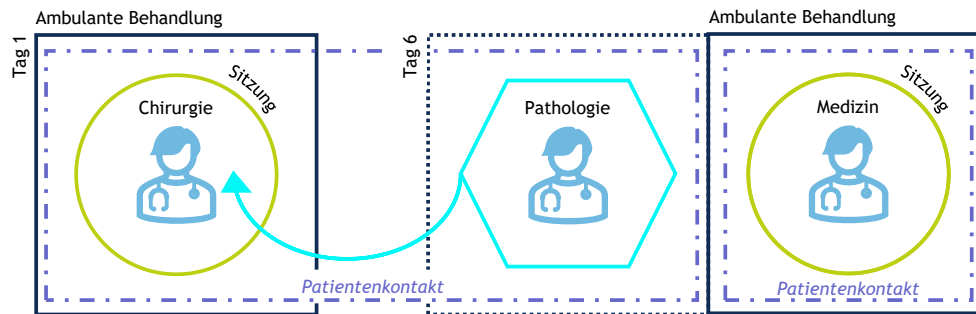 Ambulante Behandlung
Ambulante Behandlung
Tag 1
Tag 6
Sitzung
Sitzung
Chirurgie
Pathologie
Medizin
Patientenkontakt
Patientenkontakt